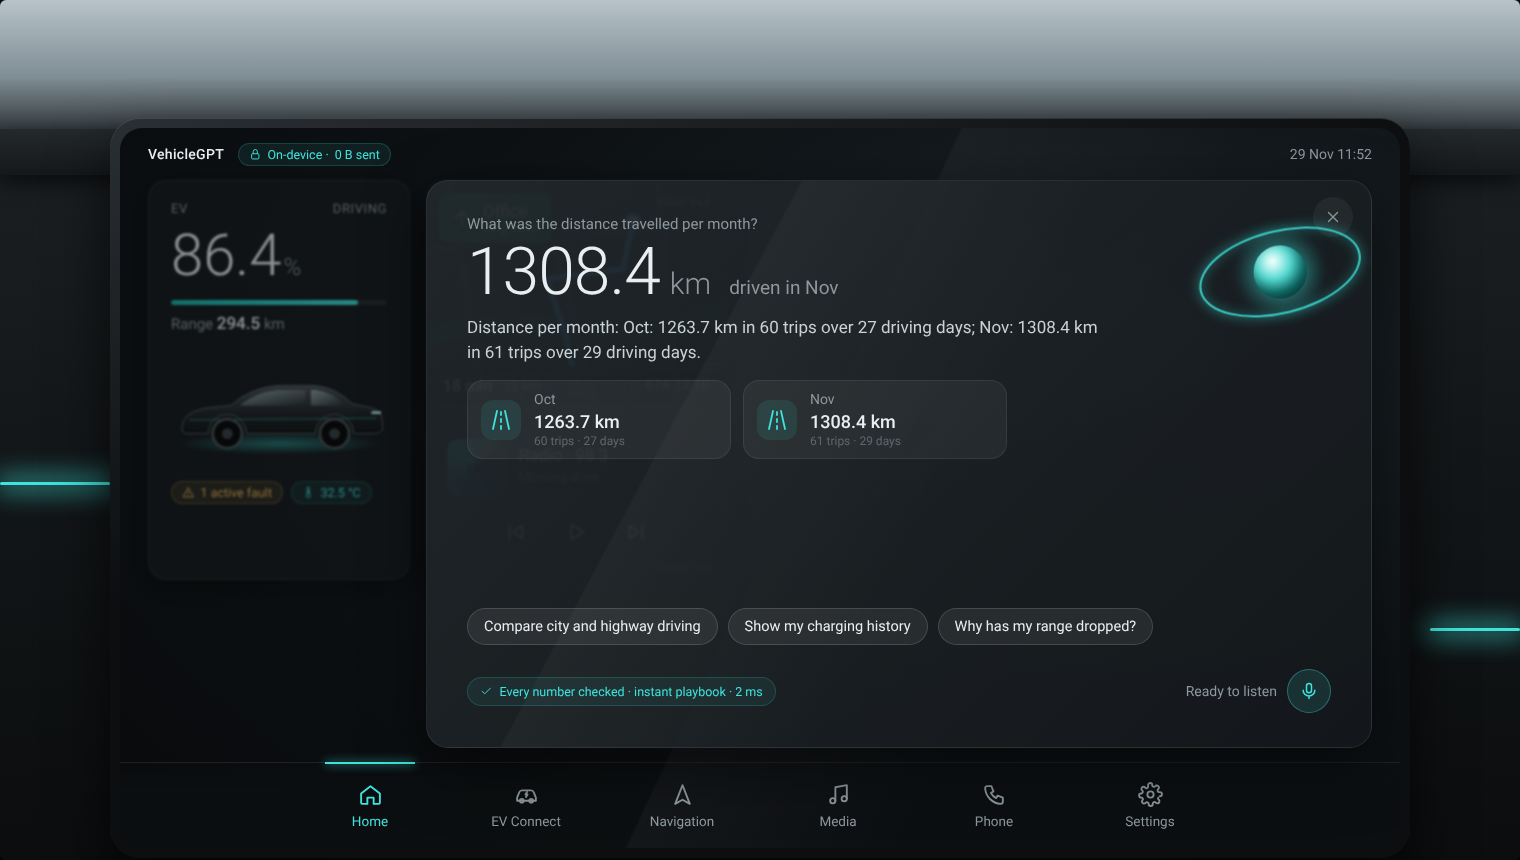 VehicleGPT
On-device · 0 B sent
29 Nov 11:52
EV
DRIVING
86.4%
Range 294.5 km
1 active fault
32.5 °C
What was the distance travelled per month?
1308.4 km driven in Nov
Distance per month: Oct: 1263.7 km in 60 trips over 27 driving days; Nov: 1308.4 km
in 61 trips over 29 driving days.
Oct
1263.7 km
60 trips · 27 days
Nov
1308.4 km
61 trips · 29 days
Compare city and highway driving
Show my charging history
Why has my range dropped?
Every number checked · instant playbook · 2 ms
Ready to listen
Home
EV Connect
Navigation
Media
Phone
Settings